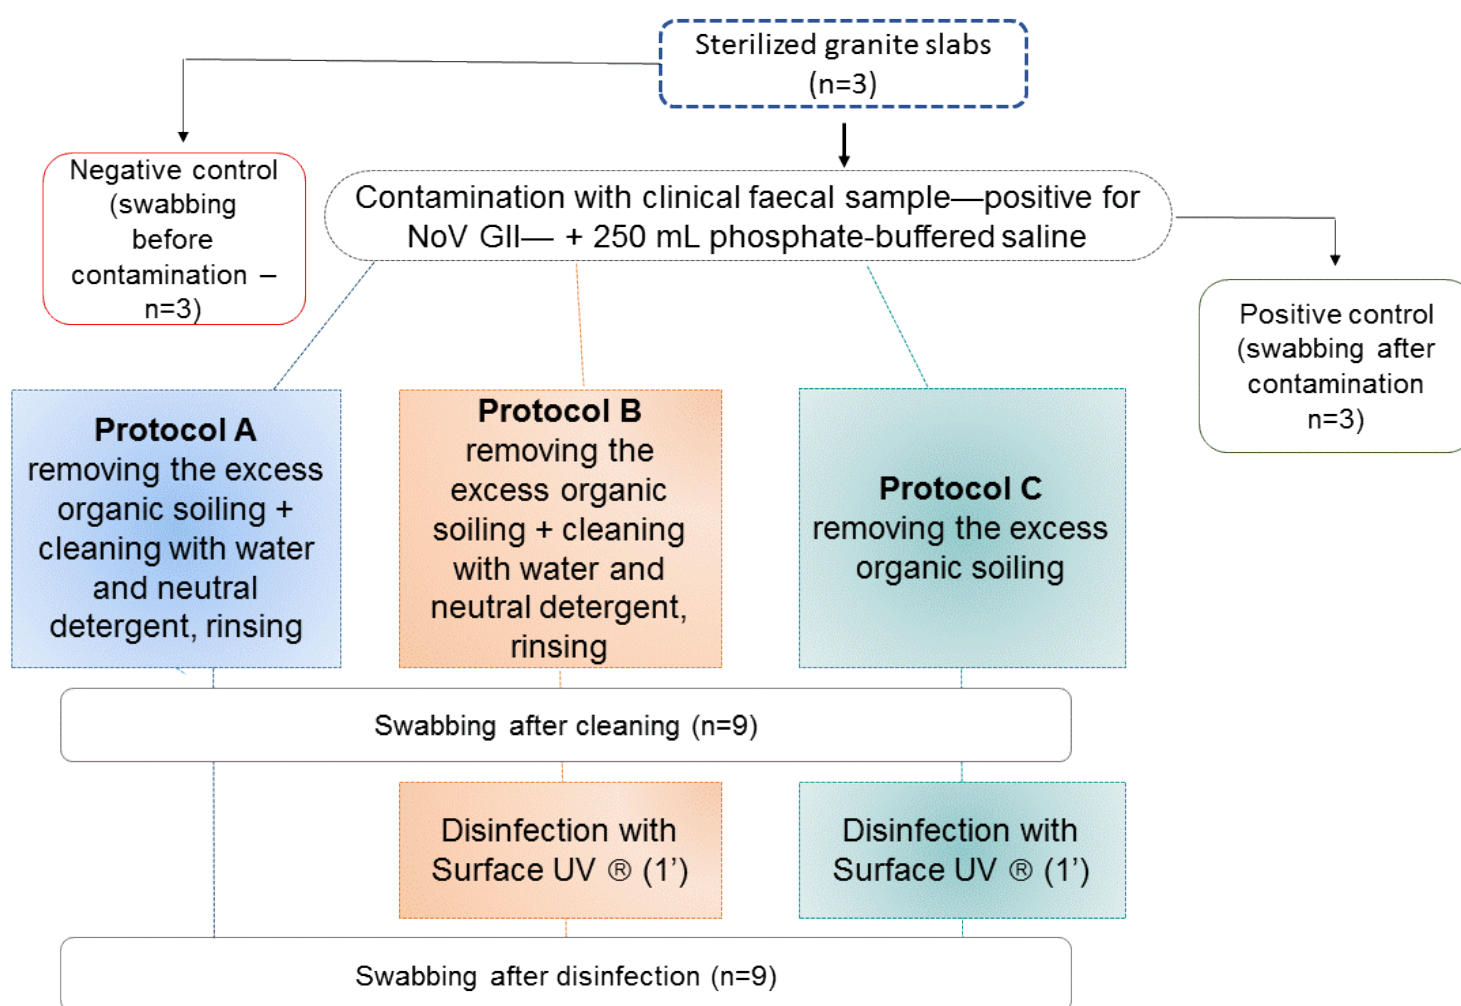 Sterilized granite slabs
(n=3)
Negative control
(swabbing
before
contamination –
n=3)
Contamination with clinical faecal sample—positive for
NoV GII— + 250 mL phosphate-buffered saline
Positive control
(swabbing after
contamination
n=3)
Protocol A
removing the excess
organic soiling +
cleaning with water
and neutral
detergent, rinsing
Protocol B
removing the
excess organic
soiling + cleaning
with water and
neutral detergent,
rinsing
Protocol C
removing the excess
organic soiling
Swabbing after cleaning (n=9)
Disinfection with
Surface UV ® (1’)
Disinfection with
Surface UV ® (1’)
Swabbing after disinfection (n=9)